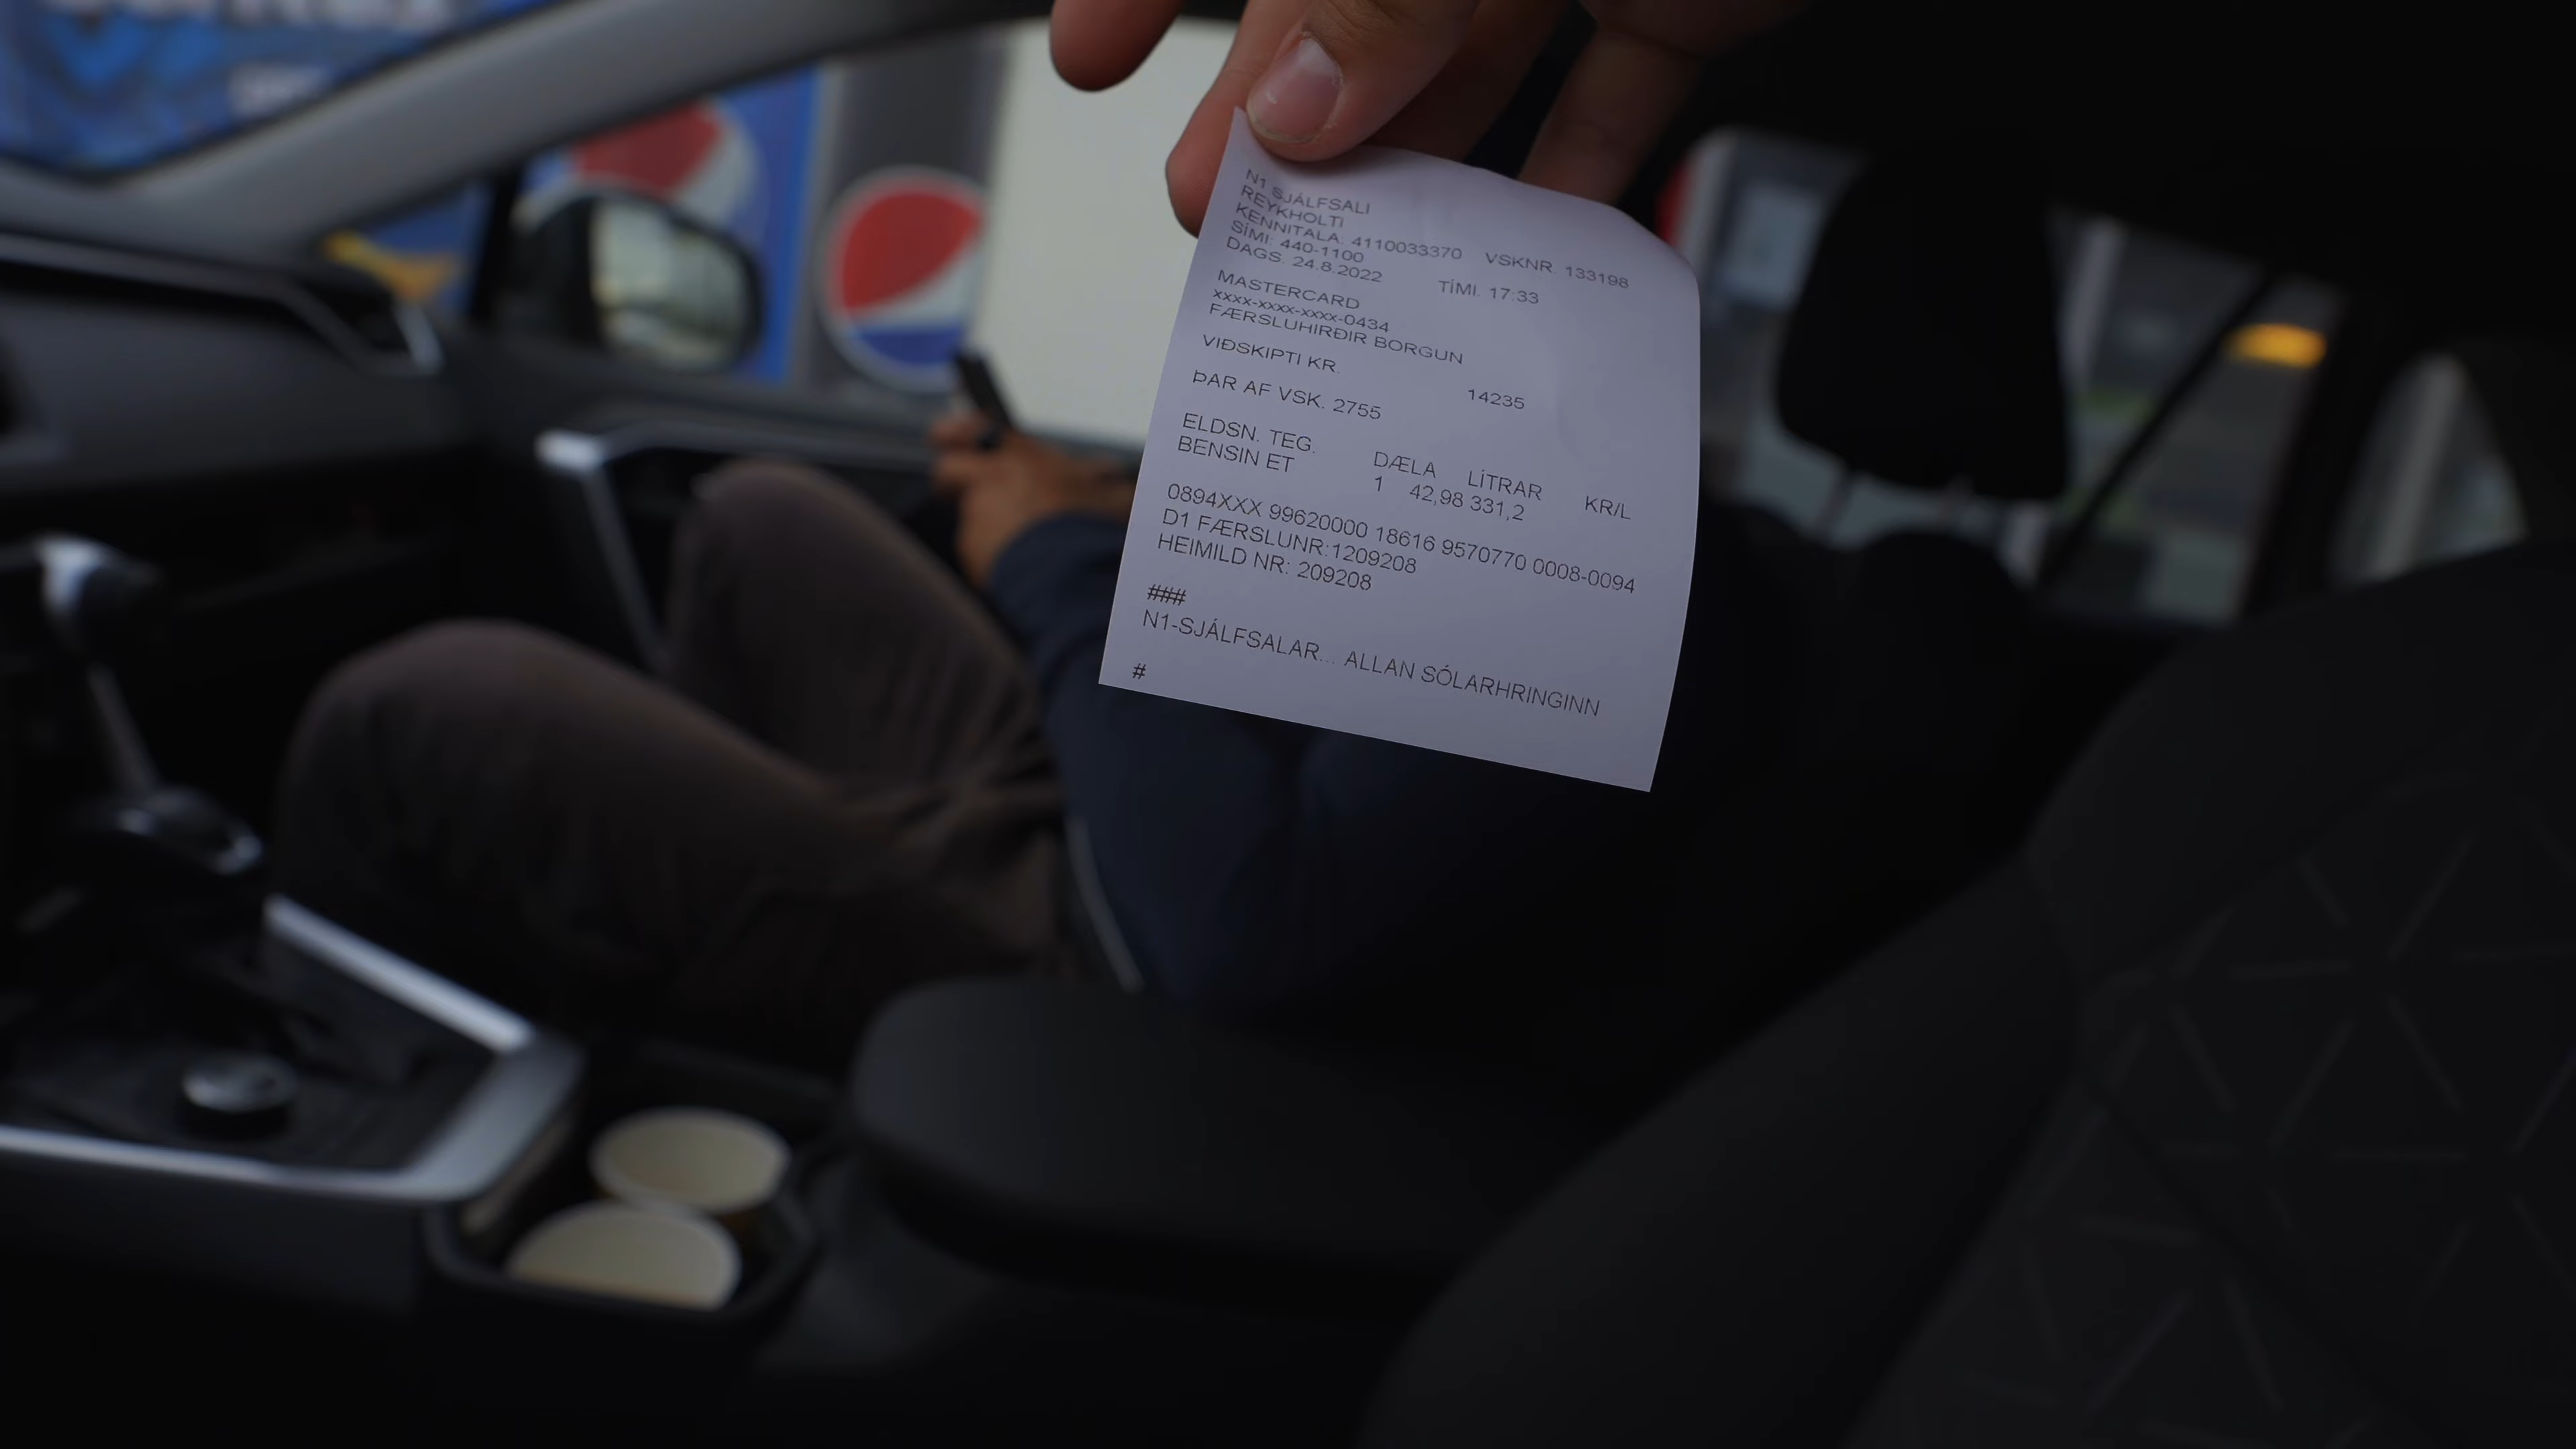 N1 SJÁLFSALI
REYKHOLTI
KENNITALA. 4110033370 VSKNR. 133198
SÍMI: 440-1100
DAGS. 24.8.2022 TÍMI. 17:33
MASTERCARD
xxxx-xxxx-xxxx-0434
FÆRSLUHIRÐIR BORGUN
VIÐSKIPTI KR. 14235
ÞAR AF VSK. 2755
ELDSN. TEG. DÆLA LÍTRAR KR/L
BENSIN ET 1 42,98 331,2
0894XXX 99620000 18616 9570770 0008-0094
D1 FÆRSLUNR:1209208
HEIMILD NR: 209208
###
N1-SJÁLFSALAR... ALLAN SÓLARHRINGINN
#